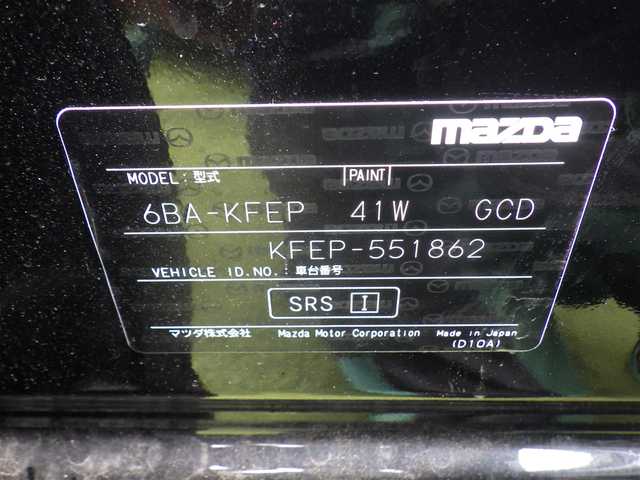 mazda
MODEL: 型式 PAINT
6BA-KFEP 41W GCD
KFEP-551862
VEHICLE ID.NO.: 車台番号
SRS I
マツダ株式会社 Mazda Motor Corporation Made in Japan
(D10A)